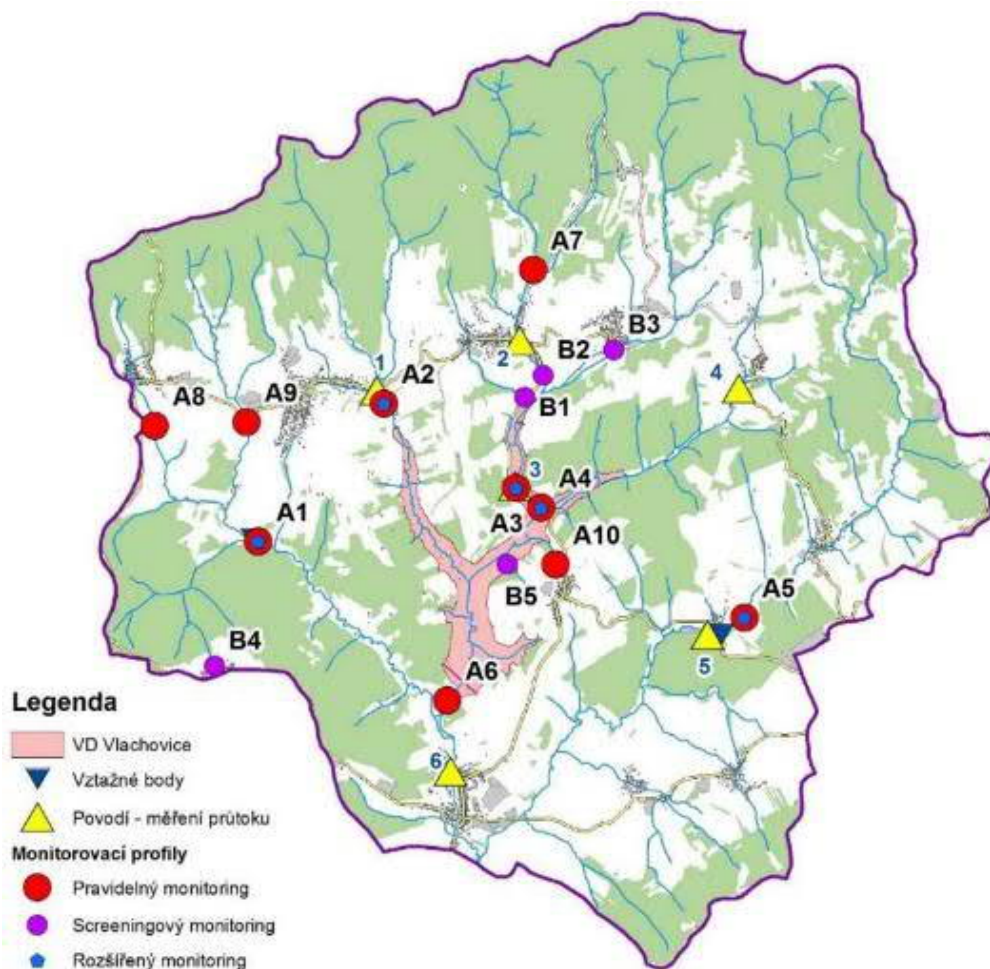 A7
B3
B2
2
1
A2
4
A8
A9
B1
3
A4
A1
A3
A10
A5
B5
B4
5
A6
6
Legenda
VD Vlachovice
Vztažné body
Povodí - měření průtoku
Monitorovací profily
Pravidelný monitoring
Screeningový monitoring
Rozšířený monitoring